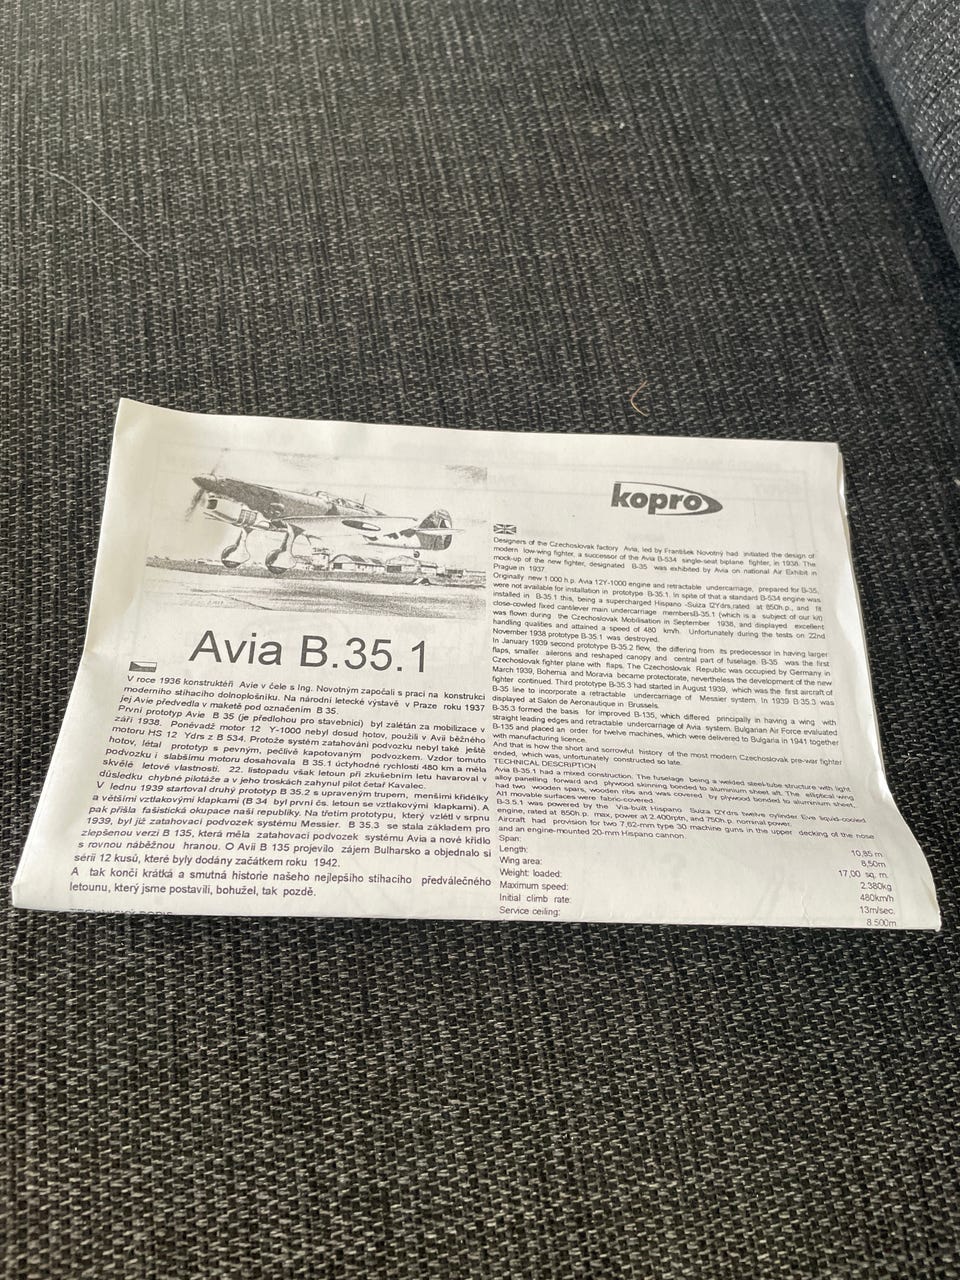 kopro
Avia B.35.1
V roce 1936 konstruktéři Avie v čele s Ing. Novotným započali s praci na konstrukci
moderního stihacího dolnoplošníku. Na národní letecké výstavě v Praze roku 1937
jej Avie předvedla v maketě pod označením B 35.
První prototyp Avie B 35 (je předlohou pro stavebnici) byl zalétán za mobilizace v
září 1938. Poněvadž motor 12 Y-1000 nebyl dosud hotov, použili v Avii běžného
motoru HS 12 Ydrs z B 534. Protože systém zatahování podvozku nebyl také ještě
hotov, létal prototyp s pevným, pečlivě kapotovaným podvozkem. Vzdor tomuto
podvozku i slabšímu motoru dosahovala B 35.1 úctyhodné rychlosti 480 km a měla
skvělé letové vlastnosti. 22. listopadu však letoun při zkušebním letu havaroval v
důsledku chybné pilotáže a v jeho troskách zahynul pilot četař Kavalec.
V lednu 1939 startoval druhý prototyp B 35.2 s upraveným trupem, menšími křidélky
a většími vztlakovými klapkami (B 34 byl první čs. letoun se vztlakovými klapkami). A
pak přišla fašistická okupace naší republiky. Na třetím prototypu, který vzlétl v srpnu
1939, byl již zatahovací podvozek systému Messier. B 35.3 se stala základem pro
zlepšenou verzi B 135, která měla zatahovací podvozek systému Avia a nové křídlo
s rovnou náběžnou hranou. O Avii B 135 projevilo zájem Bulharsko a objednalo si
sérii 12 kusů, které byly dodány začátkem roku 1942.
A tak končí krátká a smutná historie našeho nejlepšího stihacího předválečného
letounu, který jsme postavili, bohužel, tak pozdě.
Designers of the Czechoslovak factory Avia, led by František Novotný had initiated the design of
modern low-wing fighter, a successor of the Avia B-534 single-seat biplane fighter, in 1936. The
mock-up of the new fighter, designated B-35 was exhibited by Avia on national Air Exhibit in
Prague in 1937
Orginally new 1.000 h.p. Avia 12Y-1000 engine and retractable undercarriage, prepared for B-35,
were not available for installation in prototype B-35.1. In spite of that a standard B-534 engine was
installed in B-35.1 this, being a supercharged Hispano -Suiza 12Ydrs,rated at 850h.p., and fit
close-cowled fixed cantilever main undercarriage membersB-35.1 (which is a subject of our kit)
was flown during the Czechoslovak Mobilisation in September 1938, and displayed excellent
handling qualities and attained a speed of 480 km/h. Unfortunately during the tests on 22nd
November 1938 prototype B-35.1 was destroyed.
In January 1939 second prototype B-35.2 flew, the differing from its predecessor in having larger
flaps, smaller ailerons and reshaped canopy and central part of fuselage. B-35 was the first
Czechoslovak fighter plane with flaps. The Czechoslovak Republic was occupied by Germany in
March 1939, Bohemia and Moravia became protectorate, nevertheless the development of the new
fighter continued. Third prototype B-35.3 had started in August 1939, which was the first aircraft of
B-35 line to incorporate a retractable undercarriage of Messier system. In 1939 B-35.3 was
displayed at Salon de Aeronautique in Brussels.
B-35.3 formed the basis for improved B-135, which differed principally in having a wing with
straight leading edges and retractable undercarriage of Avia system. Bulgarian Air Force evaluated
B-135 and placed an order for twelve machines, which were delivered to Bulgaria in 1941 together
with manufacturing licence.
And that is how the short and sorrowful history of the most modern Czechoslovak pre-war fighter
ended, which was, unfortunately constructed so late.
TECHNICAL DESCRIPTION
Avia B-35.1 had a mixed construction. The fuselage being a welded steel-tube structure with light
alloy panelling forward and plywood skinning bonded to aluminium sheet aft. The elliptical wing
had two wooden spars, wooden ribs and was covered by plywood bonded to aluminium sheet.
All movable surfaces were fabric-covered.
B-3.5.1 was powered by the Via-built Hispano Suiza 12Ydrs twelve cylinder liquid-cooled
engine, rated at 850h.p. max, power at 2.400rptn, and 750h.p. nominal power.
Aircraft had provision for two 7,62-mm type 30 machine guns in the upper decking of the nose
and an engine-mounted 20-mm Hispano cannon.
Span: 10,85 m
Length: 8,50m
Wing area: 17,00 sq. m.
Weight: loaded: 2.380kg
Maximum speed: 480km/h
Initial climb rate: 13m/sec.
Service ceiling: 8.500m